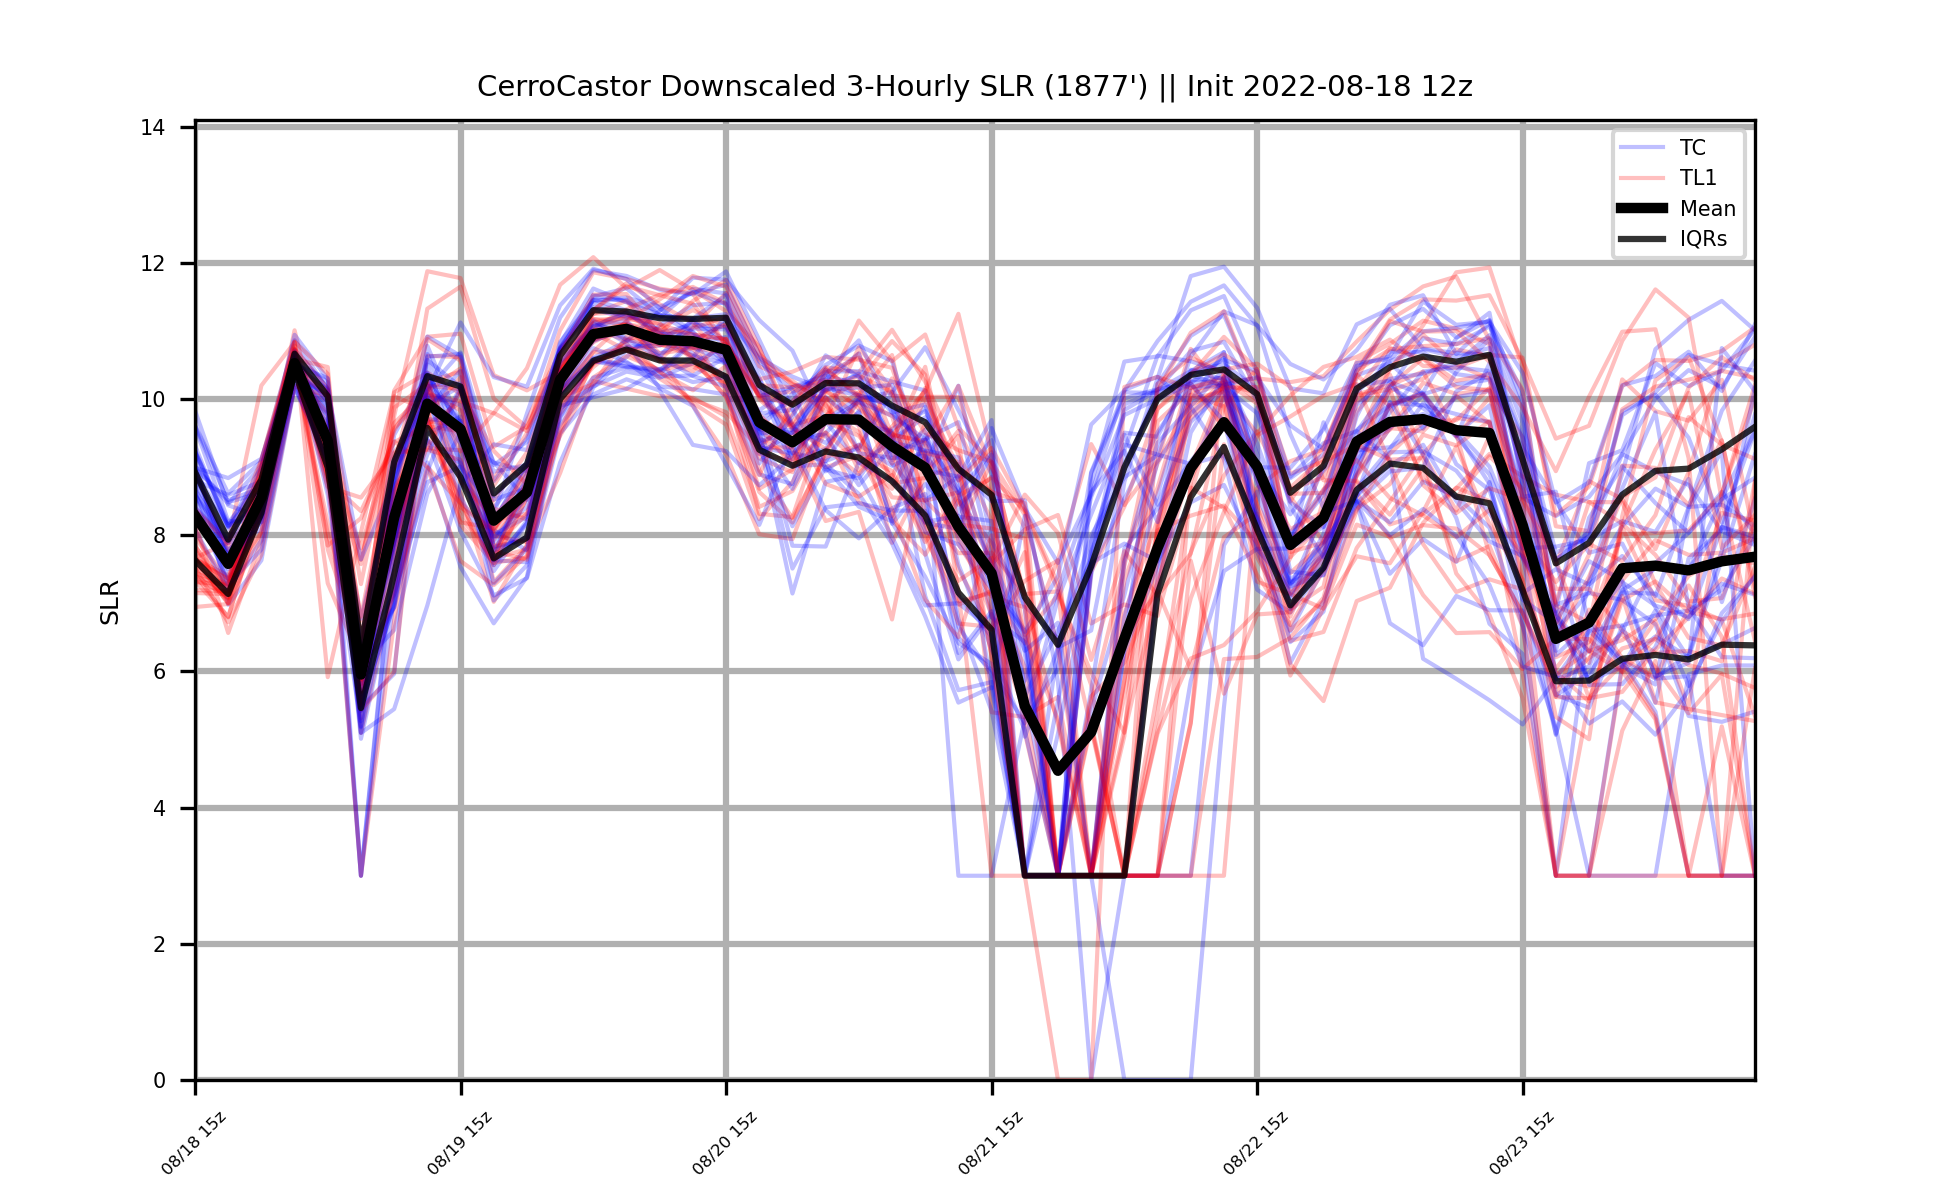 CerroCastor Downscaled 3-Hourly SLR (1877') || Init 2022-08-18 12z
14
12
10
8
6
4
2
0
SLR
TC
TL1
Mean
IQRs
08/18 15z
08/19 15z
08/20 15z
08/21 15z
08/22 15z
08/23 15z